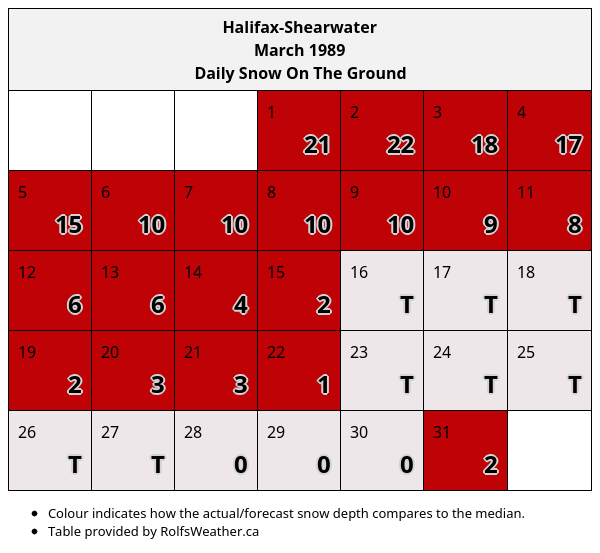 Halifax-Shearwater
March 1989
Daily Snow On The Ground
1 2 3 4
21 22 18 17
5 6 7 8 9 10 11
15 10 10 10 10 9 8
12 13 14 15 16 17 18
6 6 4 2 T T T
19 20 21 22 23 24 25
2 3 3 1 T T T
26 27 28 29 30 31
T T 0 0 0 2
• Colour indicates how the actual/forecast snow depth compares to the median.
• Table provided by RolfsWeather.ca